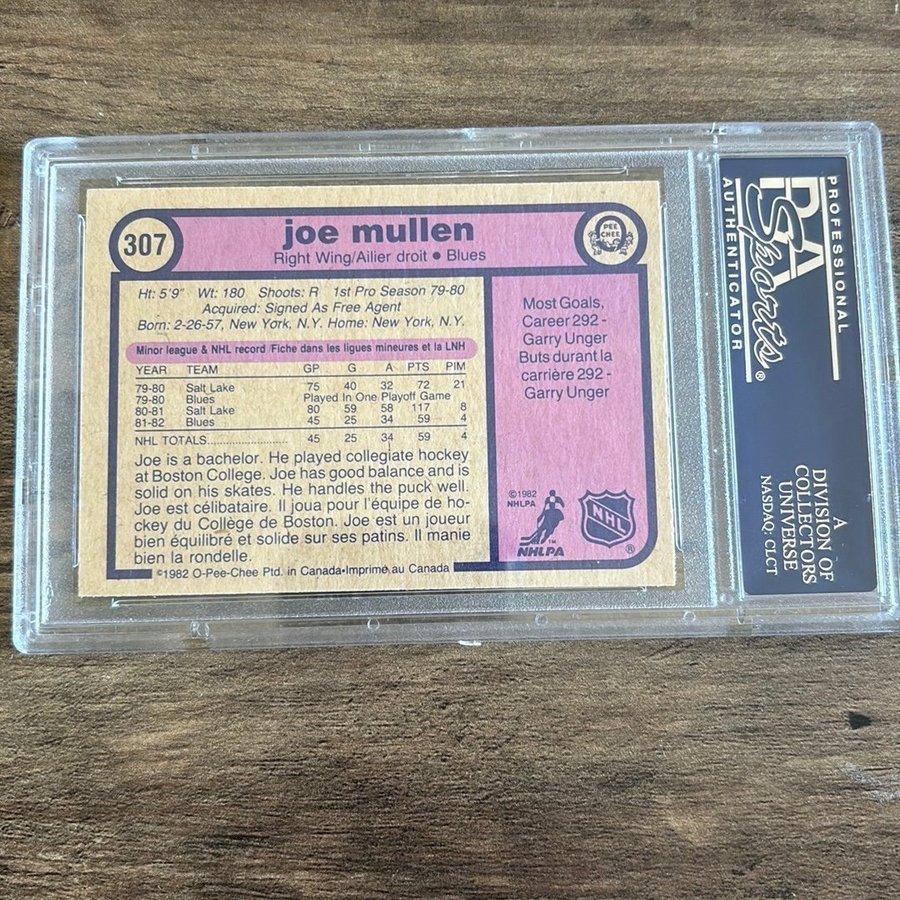 307
joe mullen
Right Wing/Ailier droit • Blues
PEE
CHEE
Ht: 5'9" Wt: 180 Shoots: R 1st Pro Season 79-80
Acquired: Signed As Free Agent
Born: 2-26-57, New York, N.Y. Home: New York, N.Y.
Minor league & NHL record/Fiche dans les ligues mineures et la LNH
YEAR TEAM GP G A PTS PIM
79-80 Salt Lake 75 40 32 72 21
79-80 Blues Played In One Playoff Game
80-81 Salt Lake 80 59 58 117 8
81-82 Blues 45 25 34 59 4
NHL TOTALS 45 25 34 59 4
Joe is a bachelor. He played collegiate hockey
at Boston College. Joe has good balance and is
solid on his skates. He handles the puck well.
Joe est célibataire. Il joua pour l'équipe de ho-
ckey du Collège de Boston. Joe est un joueur
bien équilibré et solide sur ses patins. Il manie
bien la rondelle.
©1982 O-Pee-Chee Ptd. in Canada•Imprimé au Canada
Most Goals,
Career 292 -
Garry Unger
Buts durant la
carrière 292 -
Garry Unger
©1982
NHLPA
NHLPA
TM
NHL
®
PROFESSIONAL
PSA
Sports®
AUTHENTICATOR
A
DIVISION OF
COLLECTORS
UNIVERSE
NASDAQ: CLCT